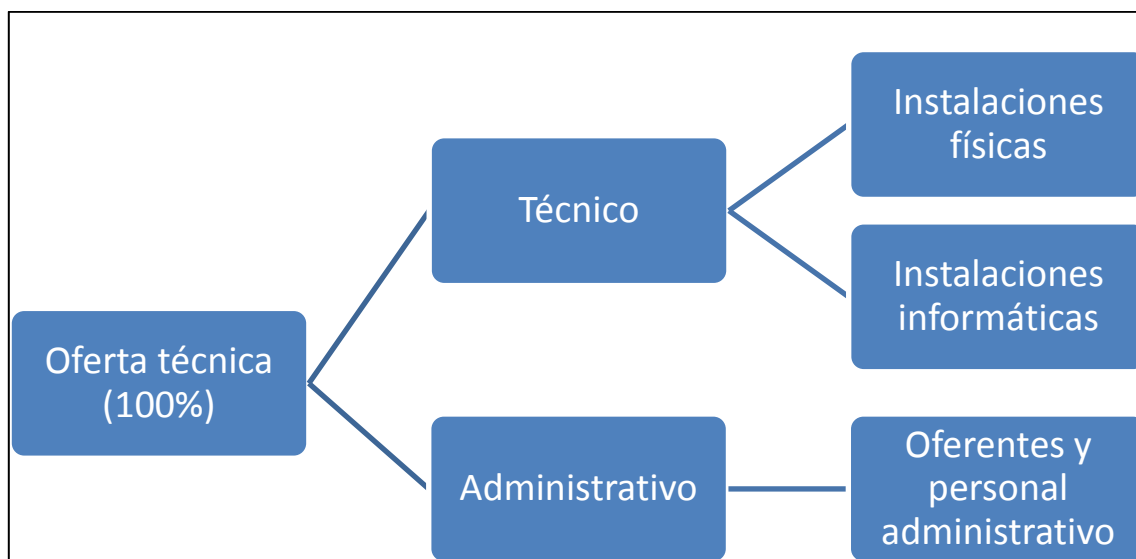 Oferta técnica
(100%)
Técnico
Instalaciones
físicas
Instalaciones
informáticas
Administrativo
Oferentes y
personal
administrativo